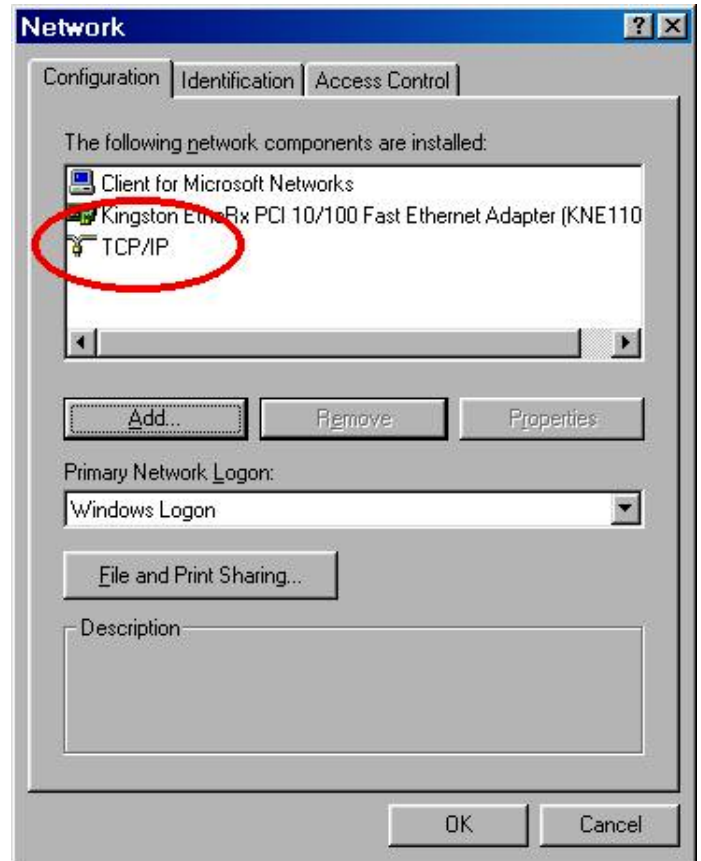 Network
Configuration Identification Access Control
The following network components are installed:
Client for Microsoft Networks
Kingston EtheRx PCI 10/100 Fast Ethernet Adapter (KNE110
TCP/IP
Add... Remove Properties
Primary Network Logon:
Windows Logon
File and Print Sharing...
Description
OK Cancel